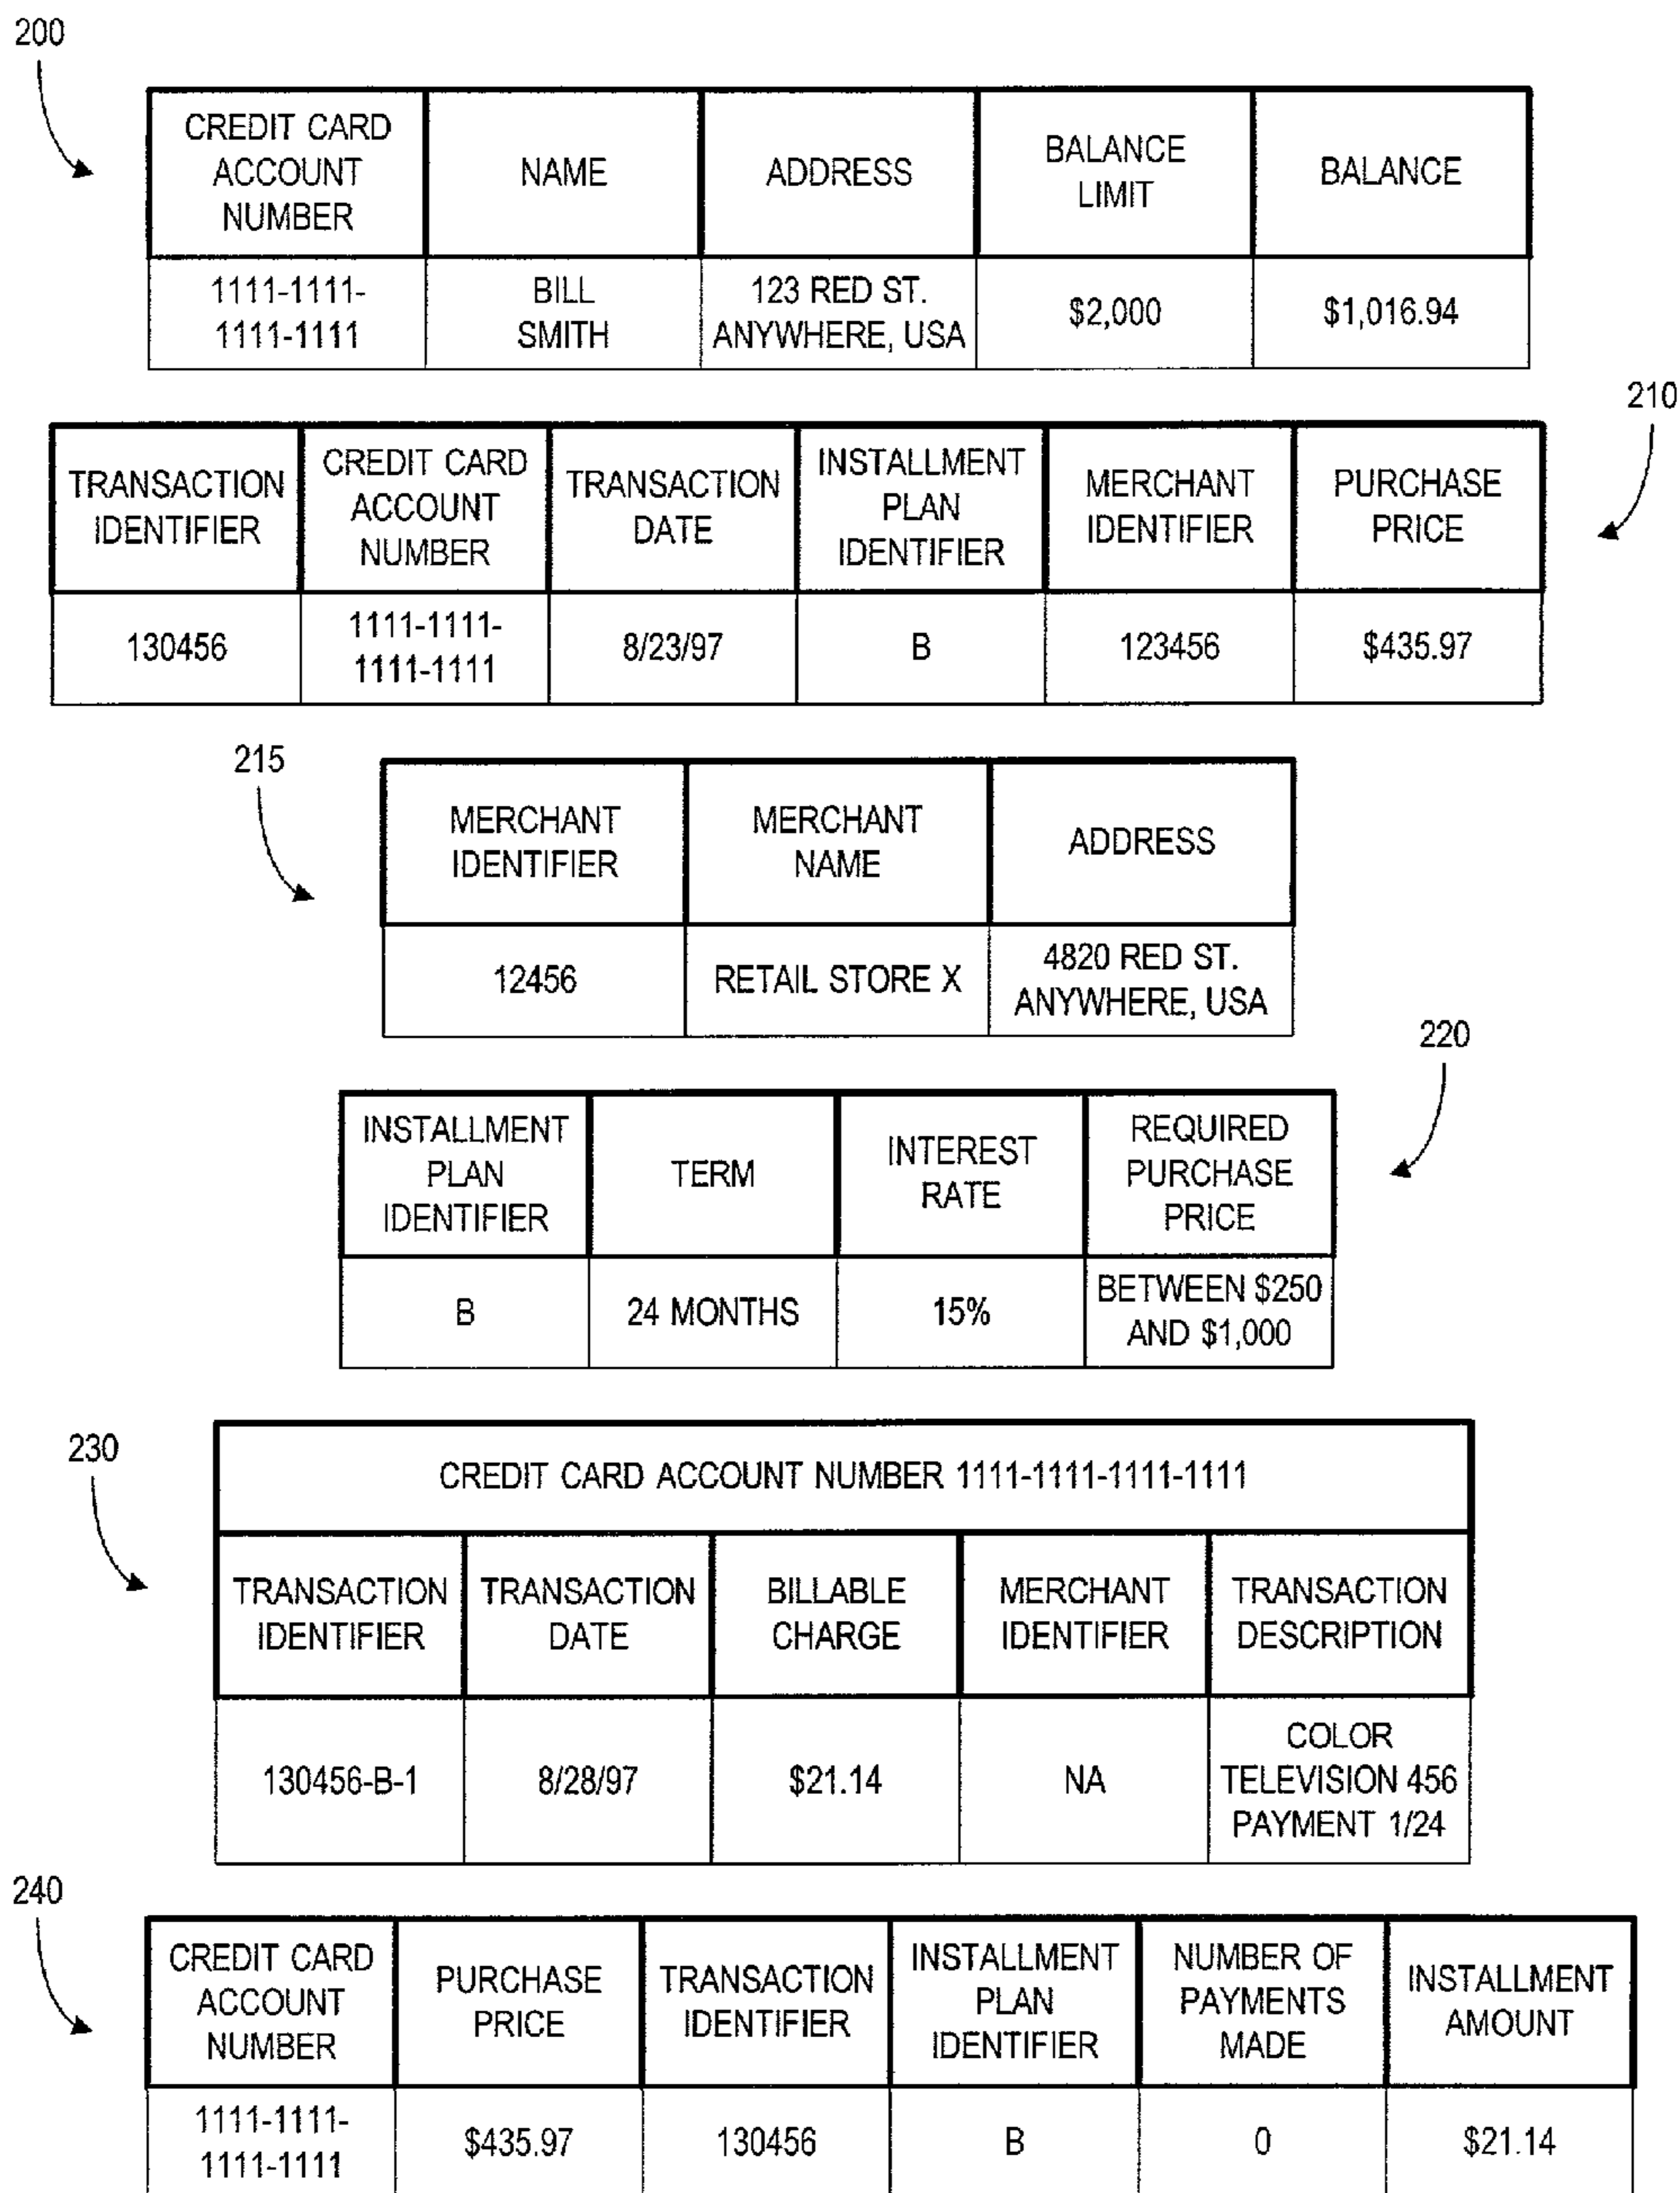 200
CREDIT CARD ACCOUNT NUMBER | NAME | ADDRESS | BALANCE LIMIT | BALANCE
1111-1111-1111-1111 | BILL SMITH | 123 RED ST. ANYWHERE, USA | $2,000 | $1,016.94
210
TRANSACTION IDENTIFIER | CREDIT CARD ACCOUNT NUMBER | TRANSACTION DATE | INSTALLMENT PLAN IDENTIFIER | MERCHANT IDENTIFIER | PURCHASE PRICE
130456 | 1111-1111-1111-1111 | 8/23/97 | B | 123456 | $435.97
215
MERCHANT IDENTIFIER | MERCHANT NAME | ADDRESS
12456 | RETAIL STORE X | 4820 RED ST. ANYWHERE, USA
220
INSTALLMENT PLAN IDENTIFIER | TERM | INTEREST RATE | REQUIRED PURCHASE PRICE
B | 24 MONTHS | 15% | BETWEEN $250 AND $1,000
230
CREDIT CARD ACCOUNT NUMBER 1111-1111-1111-1111
TRANSACTION IDENTIFIER | TRANSACTION DATE | BILLABLE CHARGE | MERCHANT IDENTIFIER | TRANSACTION DESCRIPTION
130456-B-1 | 8/28/97 | $21.14 | NA | COLOR TELEVISION 456 PAYMENT 1/24
240
CREDIT CARD ACCOUNT NUMBER | PURCHASE PRICE | TRANSACTION IDENTIFIER | INSTALLMENT PLAN IDENTIFIER | NUMBER OF PAYMENTS MADE | INSTALLMENT AMOUNT
1111-1111-1111-1111 | $435.97 | 130456 | B | 0 | $21.14